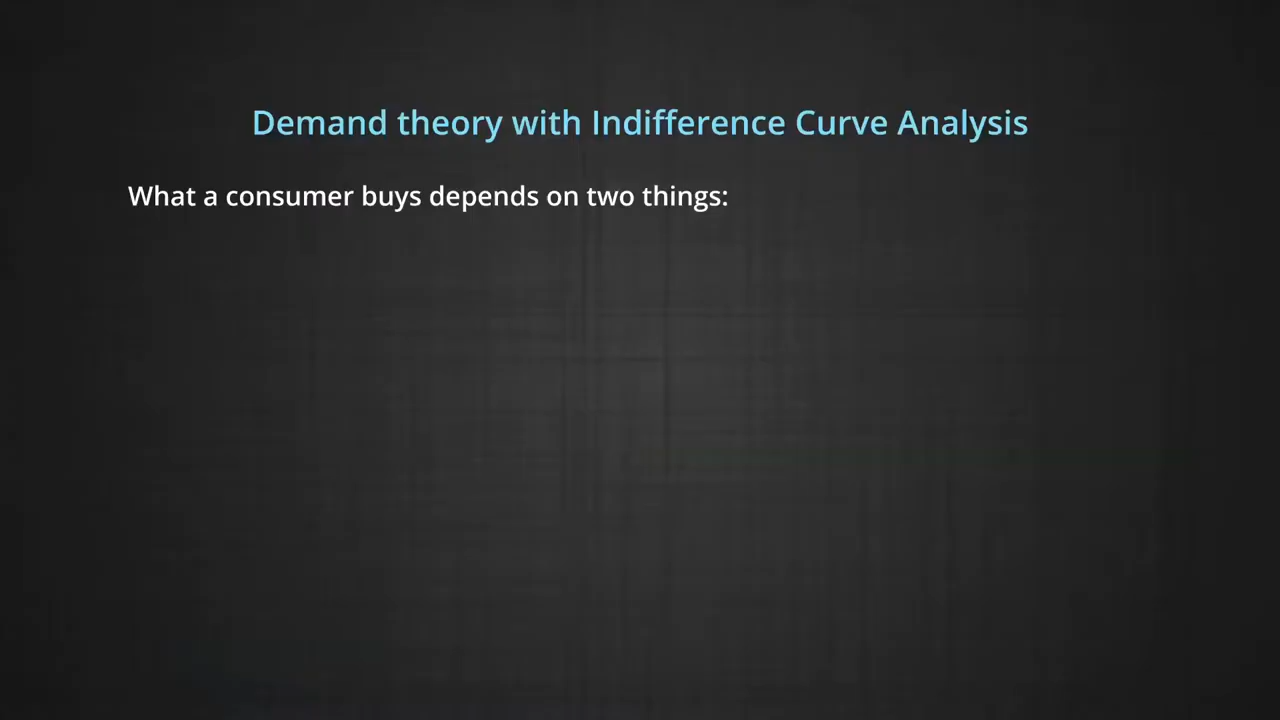 Demand theory with Indifference Curve Analysis
What a consumer buys depends on two things: